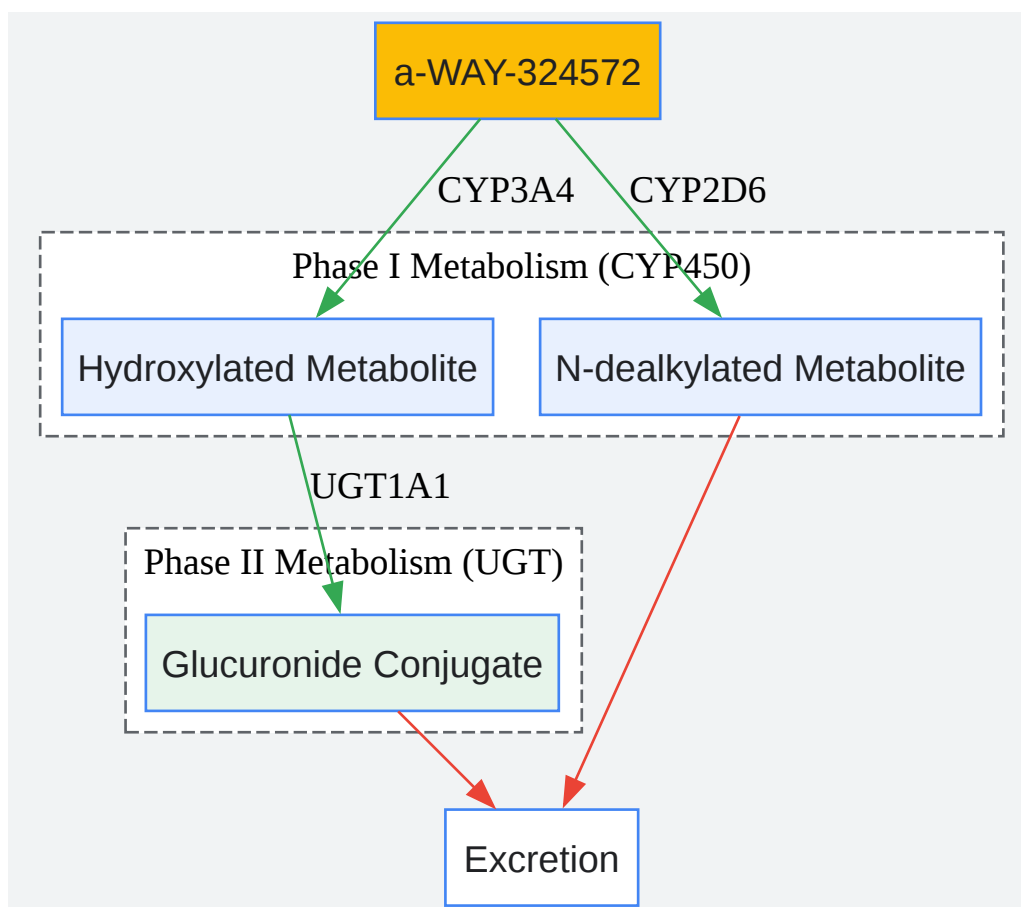 a-WAY-324572
CYP3A4
CYP2D6
Phase I Metabolism (CYP450)
Hydroxylated Metabolite
N-dealkylated Metabolite
UGT1A1
Phase II Metabolism (UGT)
Glucuronide Conjugate
Excretion